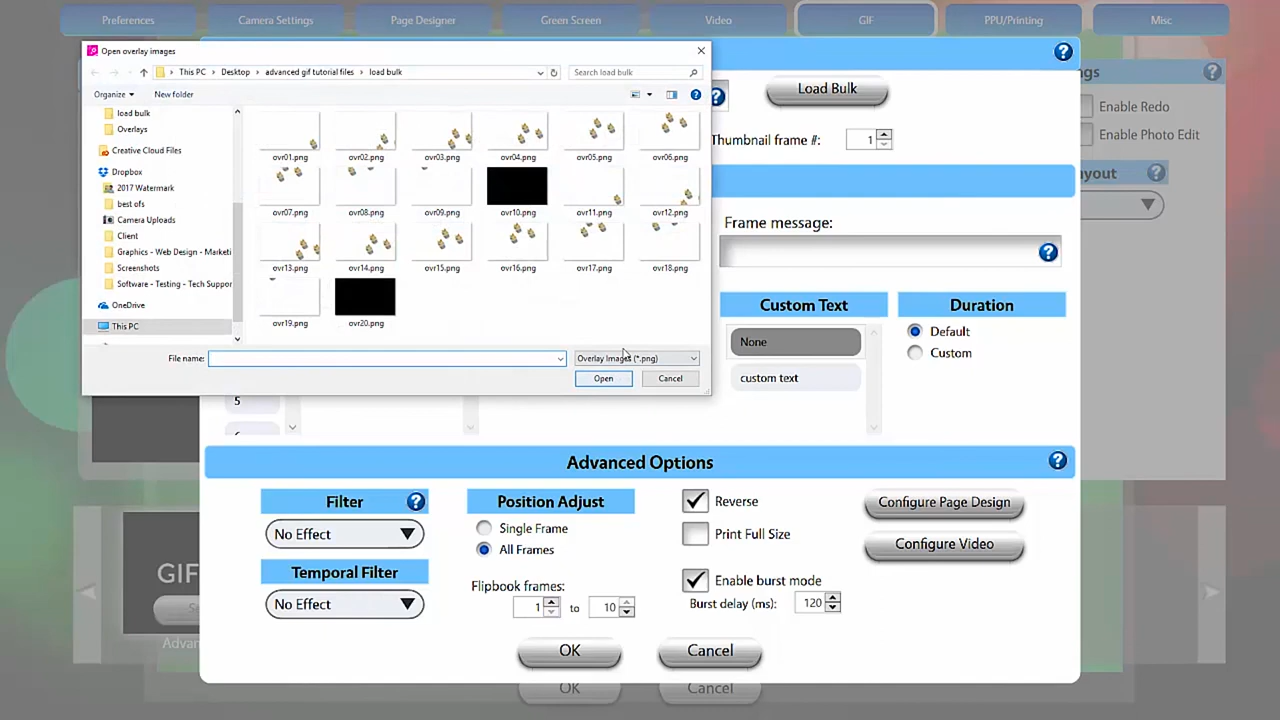 Preferences
Camera Settings
Page Designer
Green Screen
Video
GIF
PPU/Printing
Misc
Open overlay images
This PC > Desktop > advanced gif tutorial files > load bulk
Search load bulk
Organize
New folder
load bulk
Overlays
Creative Cloud Files
Dropbox
2017 Watermark
best ofs
Camera Uploads
Client
Graphics - Web Design - Marketi
Screenshots
Software - Testing - Tech Suppor
OneDrive
This PC
ovr01.png
ovr02.png
ovr03.png
ovr04.png
ovr05.png
ovr06.png
ovr07.png
ovr08.png
ovr09.png
ovr10.png
ovr11.png
ovr12.png
ovr13.png
ovr14.png
ovr15.png
ovr16.png
ovr17.png
ovr18.png
ovr19.png
ovr20.png
File name:
Overlay Images (*.png)
Open
Cancel
Load Bulk
Thumbnail frame #:
1
ngs
Enable Redo
Enable Photo Edit
ayout
Frame message:
Custom Text
None
custom text
Duration
Default
Custom
5
Advanced Options
Filter
No Effect
Temporal Filter
No Effect
Position Adjust
Single Frame
All Frames
Flipbook frames:
1 to 10
Reverse
Print Full Size
Enable burst mode
Burst delay (ms):
120
Configure Page Design
Configure Video
OK
Cancel
GIF
Advan
OK
Cancel